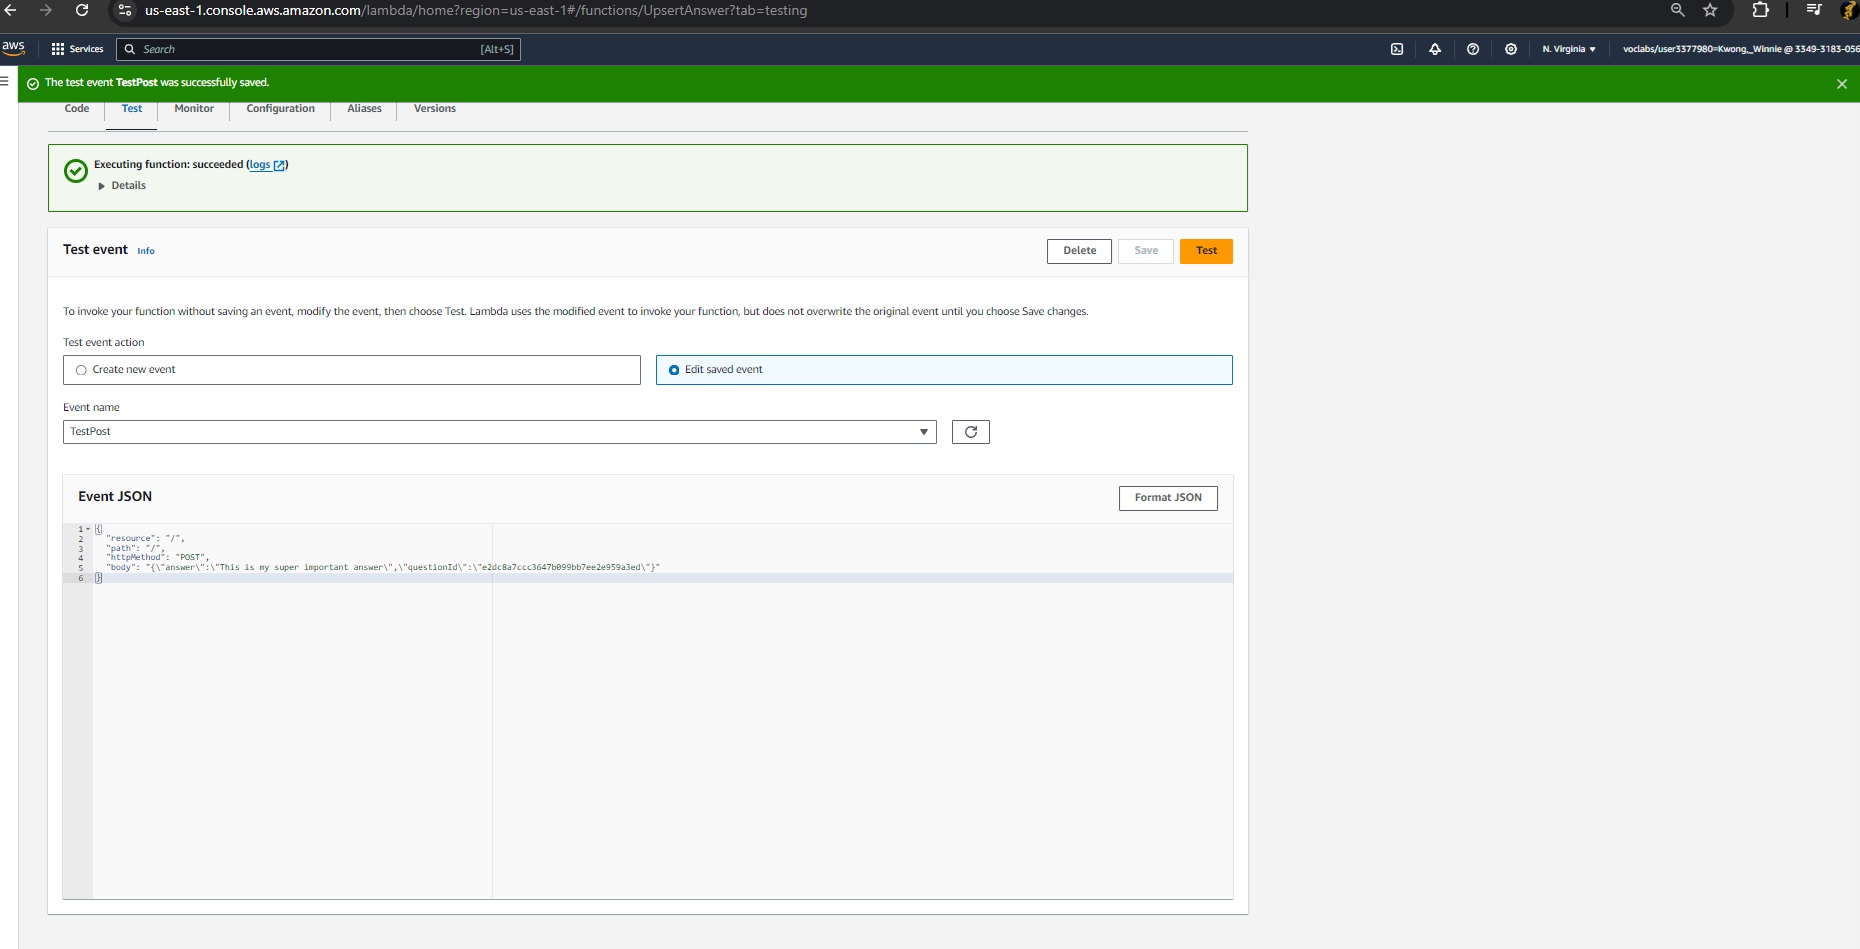 us-east-1.console.aws.amazon.com/lambda/home?region=us-east-1#/functions/UpsertAnswer?tab=testing
aws Services Search [Alt+S] N. Virginia voclabs/user3377980=Kwong,_Winnie @ 3349-3183-056
The test event TestPost was successfully saved.
Code Test Monitor Configuration Aliases Versions
Executing function: succeeded (logs)
Details
Test event Info Delete Save Test
To invoke your function without saving an event, modify the event, then choose Test. Lambda uses the modified event to invoke your function, but does not overwrite the original event until you choose Save changes.
Test event action
Create new event Edit saved event
Event name
TestPost
Event JSON Format JSON
1 {
2 "resource": "/",
3 "path": "/",
4 "httpMethod": "POST",
5 "body": "{\"answer\":\"This is my super important answer\",\"questionId\":\"e2dc8a7ccc3647b099bb7ee2e959a3ed\"}"
6 }